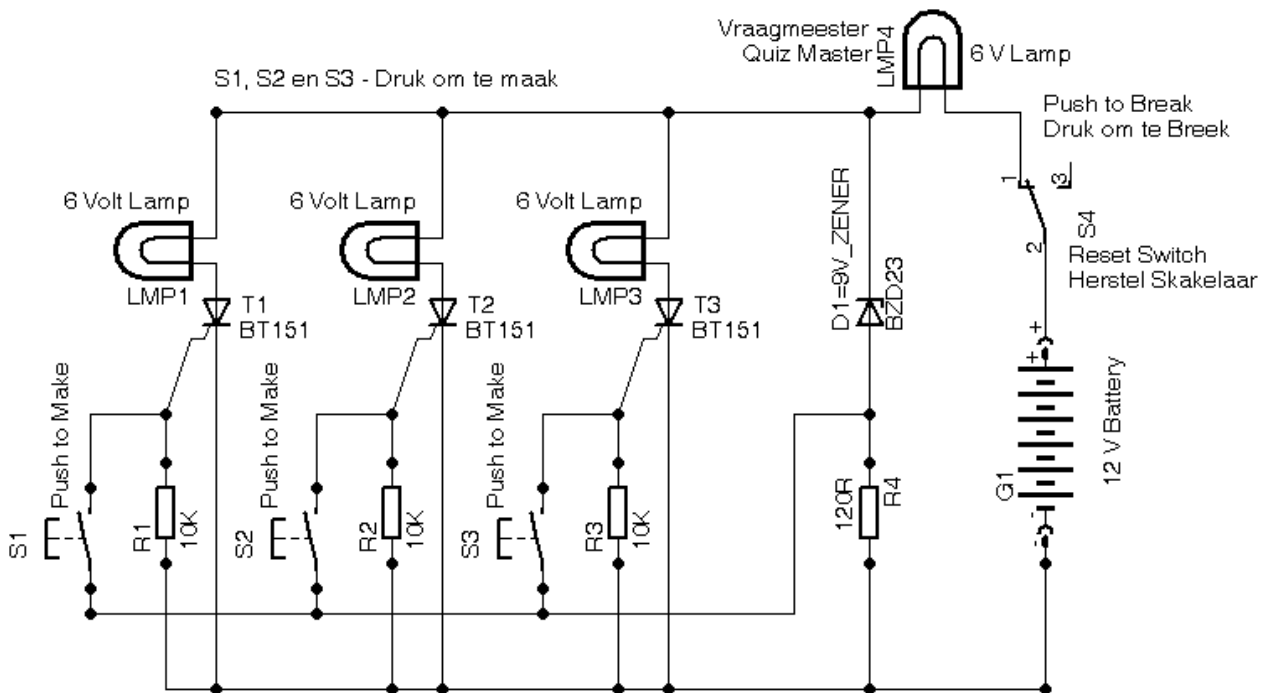 Vraagmeester
Quiz Master
LMP4
6 V Lamp
S1, S2 en S3 - Druk om te maak
Push to Break
Druk om te Breek
1
3
2
S4
Reset Switch
Herstel Skakelaar
6 Volt Lamp
LMP1
T1
BT151
6 Volt Lamp
LMP2
T2
BT151
6 Volt Lamp
LMP3
T3
BT151
D1=9V_ZENER
BZD23
Push to Make
S1
R1
10K
Push to Make
S2
R2
10K
Push to Make
S3
R3
10K
120R
R4
+
+
G1
12 V Battery
-
-